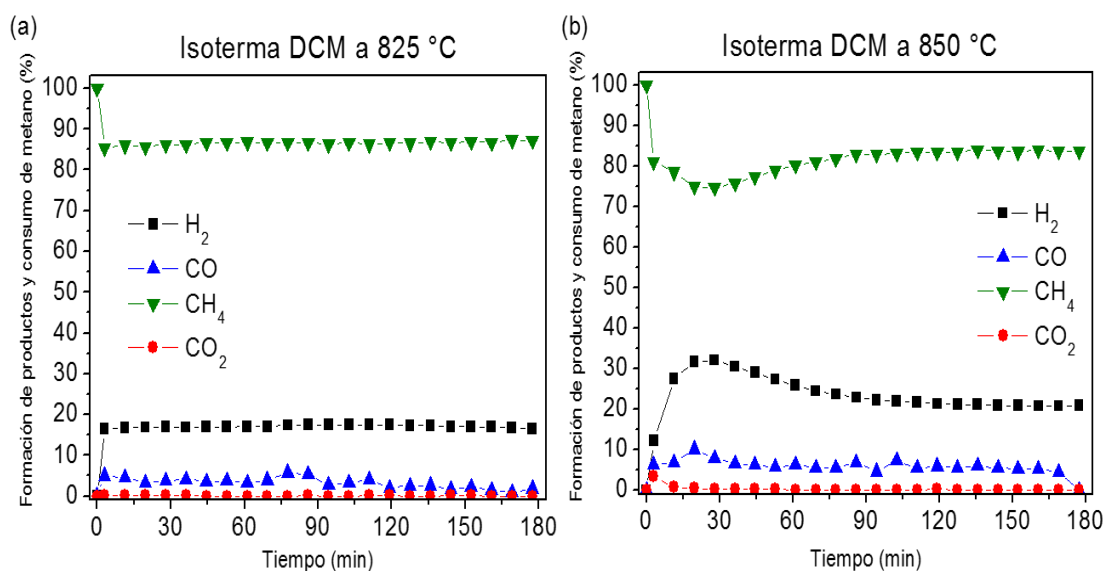 (a)
Isoterma DCM a 825 °C
Formación de productos y consumo de metano (%)
100
90
80
70
60
50
40
30
20
10
0
H₂
CO
CH₄
CO₂
0 30 60 90 120 150 180
Tiempo (min)
(b)
Isoterma DCM a 850 °C
Formación de productos y consumo de metano (%)
100
90
80
70
60
50
40
30
20
10
0
H₂
CO
CH₄
CO₂
0 30 60 90 120 150 180
Tiempo (min)